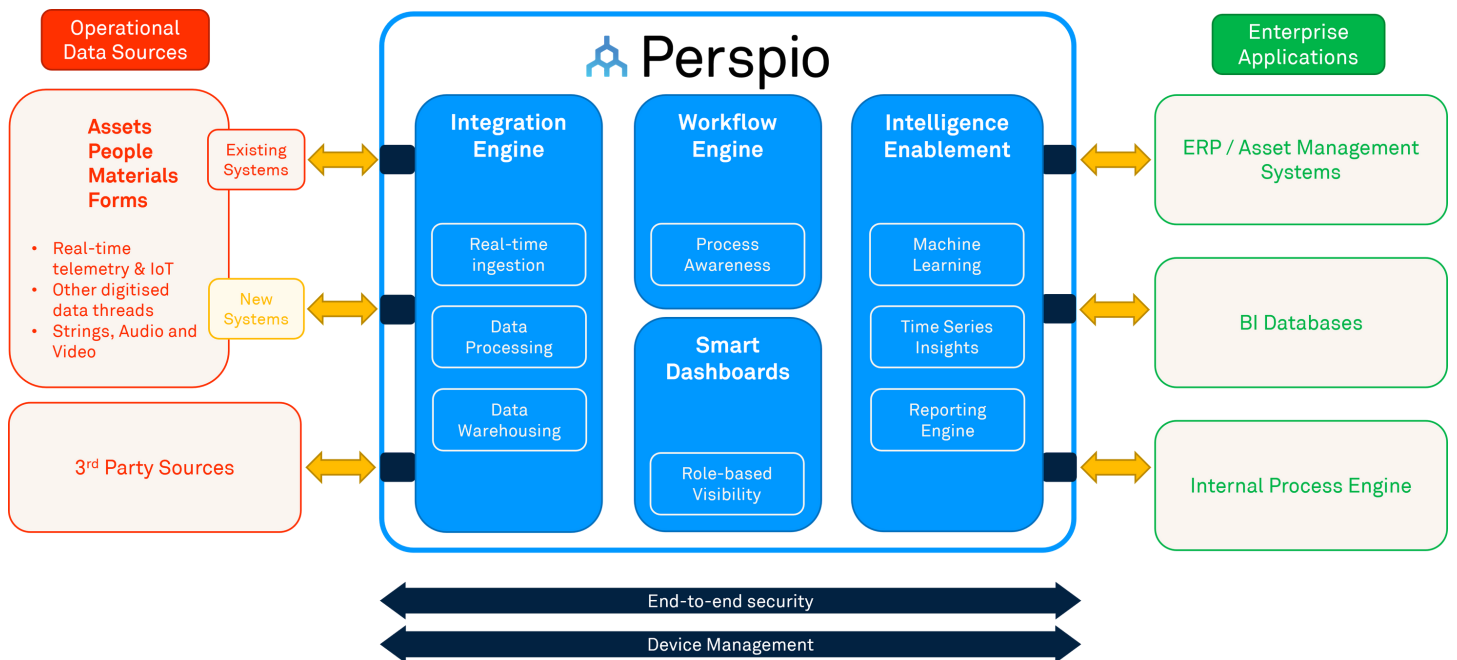 Operational
Data Sources
Assets
People
Materials
Forms
• Real-time
telemetry & IoT
• Other digitised
data threads
• Strings, Audio and
Video
Existing
Systems
New
Systems
3rd Party Sources
Perspio
Integration
Engine
Real-time
ingestion
Data
Processing
Data
Warehousing
Workflow
Engine
Process
Awareness
Smart
Dashboards
Role-based
Visibility
Intelligence
Enablement
Machine
Learning
Time Series
Insights
Reporting
Engine
Enterprise
Applications
ERP / Asset Management
Systems
BI Databases
Internal Process Engine
End-to-end security
Device Management